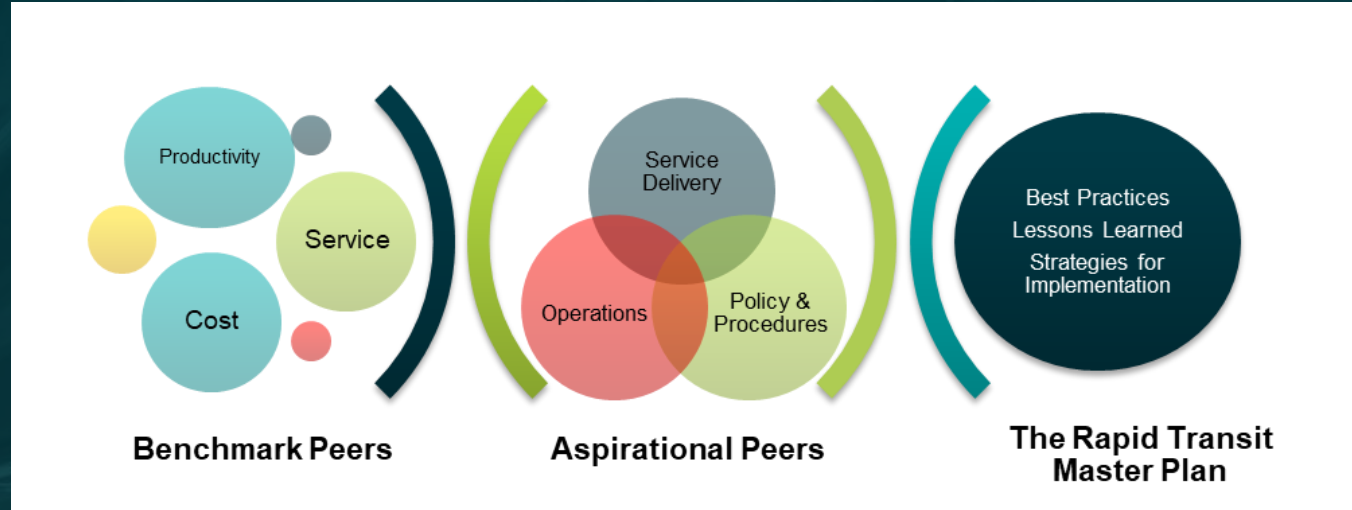 Productivity
Service
Cost
Benchmark Peers
Service
Delivery
Operations
Policy &
Procedures
Aspirational Peers
Best Practices
Lessons Learned
Strategies for
Implementation
The Rapid Transit
Master Plan